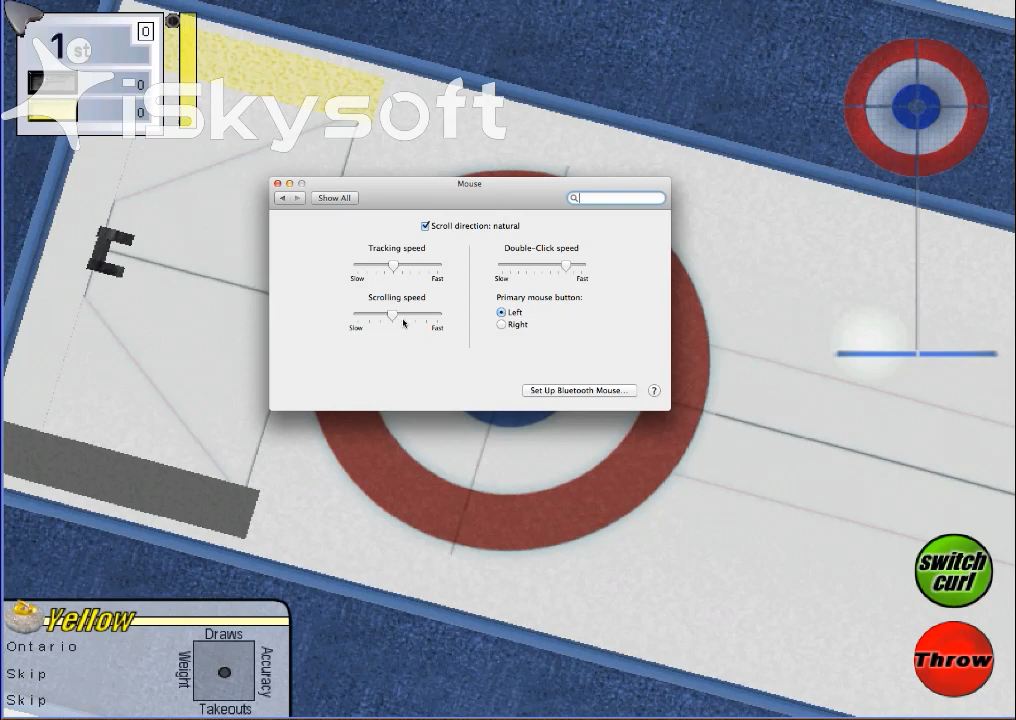 1st
0
0
0
iSkysoft
Mouse
Show All
Scroll direction: natural
Tracking speed
Slow
Fast
Double-Click speed
Slow
Fast
Scrolling speed
Slow
Fast
Primary mouse button:
Left
Right
Set Up Bluetooth Mouse...
?
switch
curl
Throw
Yellow
Ontario
Skip
Skip
Draws
Weight
Accuracy
Takeouts